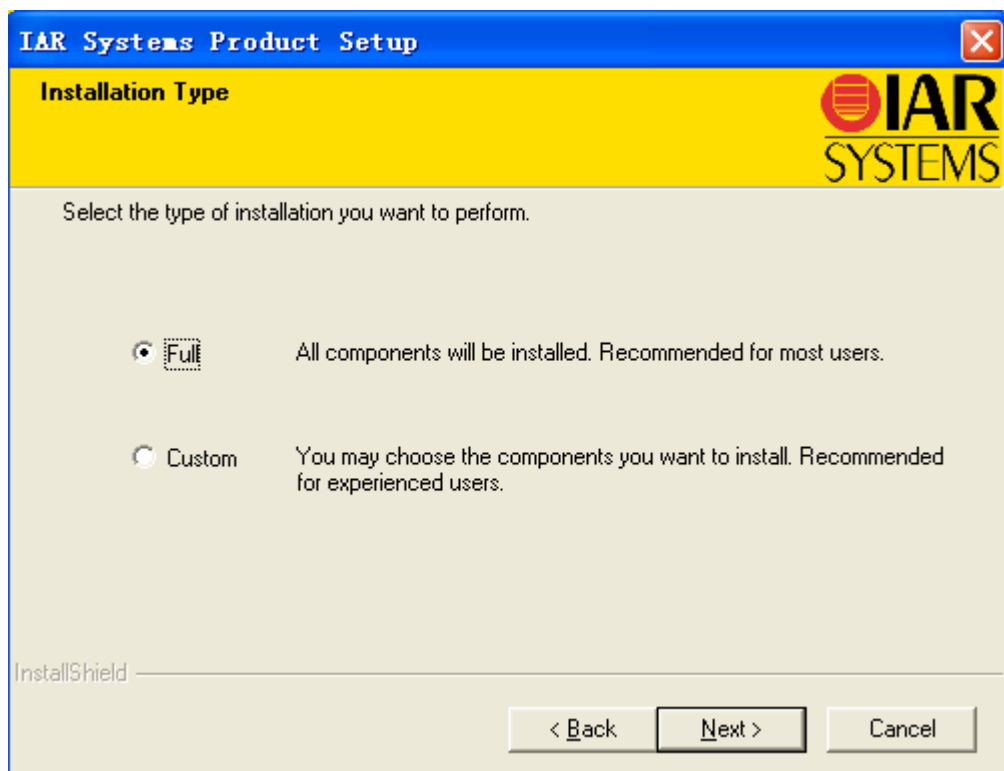 IAR Systems Product Setup
Installation Type
IAR
SYSTEMS
Select the type of installation you want to perform.
Full
All components will be installed. Recommended for most users.
Custom
You may choose the components you want to install. Recommended
for experienced users.
InstallShield
< Back
Next >
Cancel